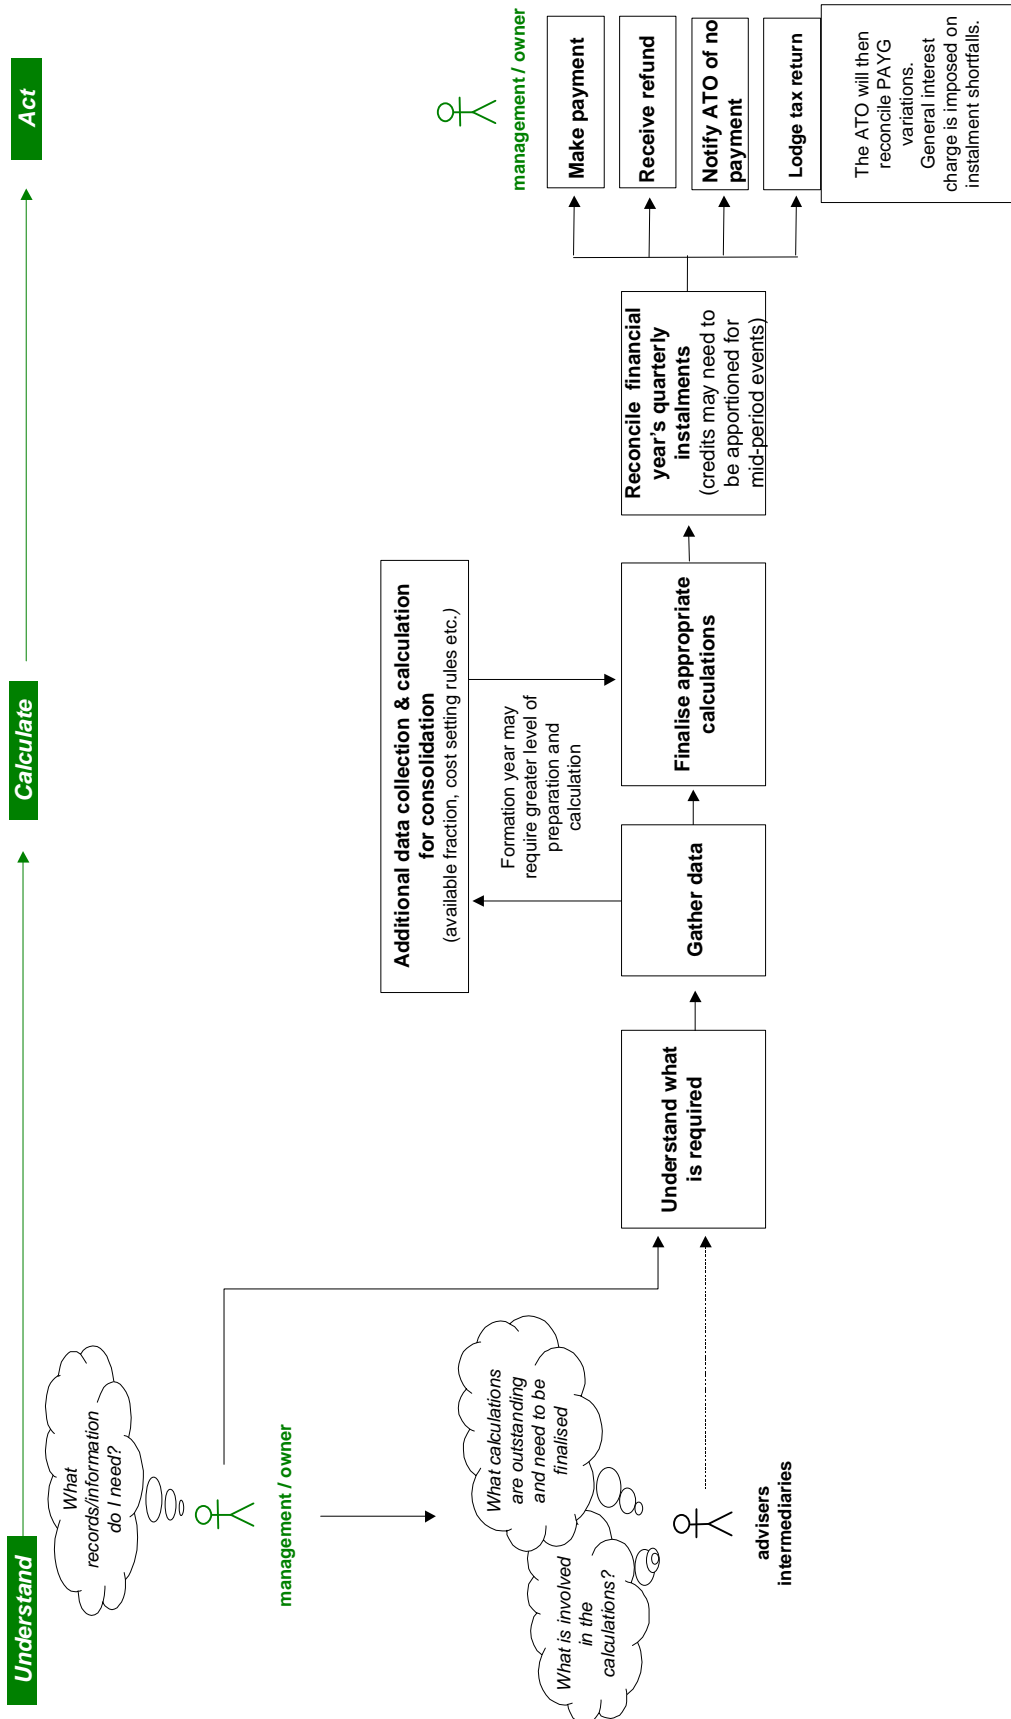 Understand
Calculate
Act
What
records/information
do I need?
management / owner
What calculations
are outstanding
and need to be
finalised
What is involved
in the
calculations?
advisers
intermediaries
Understand what
is required
Gather data
Additional data collection & calculation
for consolidation
(available fraction, cost setting rules etc.)
Formation year may
require greater level of
preparation and
calculation
Finalise appropriate
calculations
Reconcile financial
year's quarterly
instalments
(credits may need to
be apportioned for
mid-period events)
management / owner
Make payment
Receive refund
Notify ATO of no
payment
Lodge tax return
The ATO will then
reconcile PAYG
variations.
General interest
charge is imposed on
instalment shortfalls.